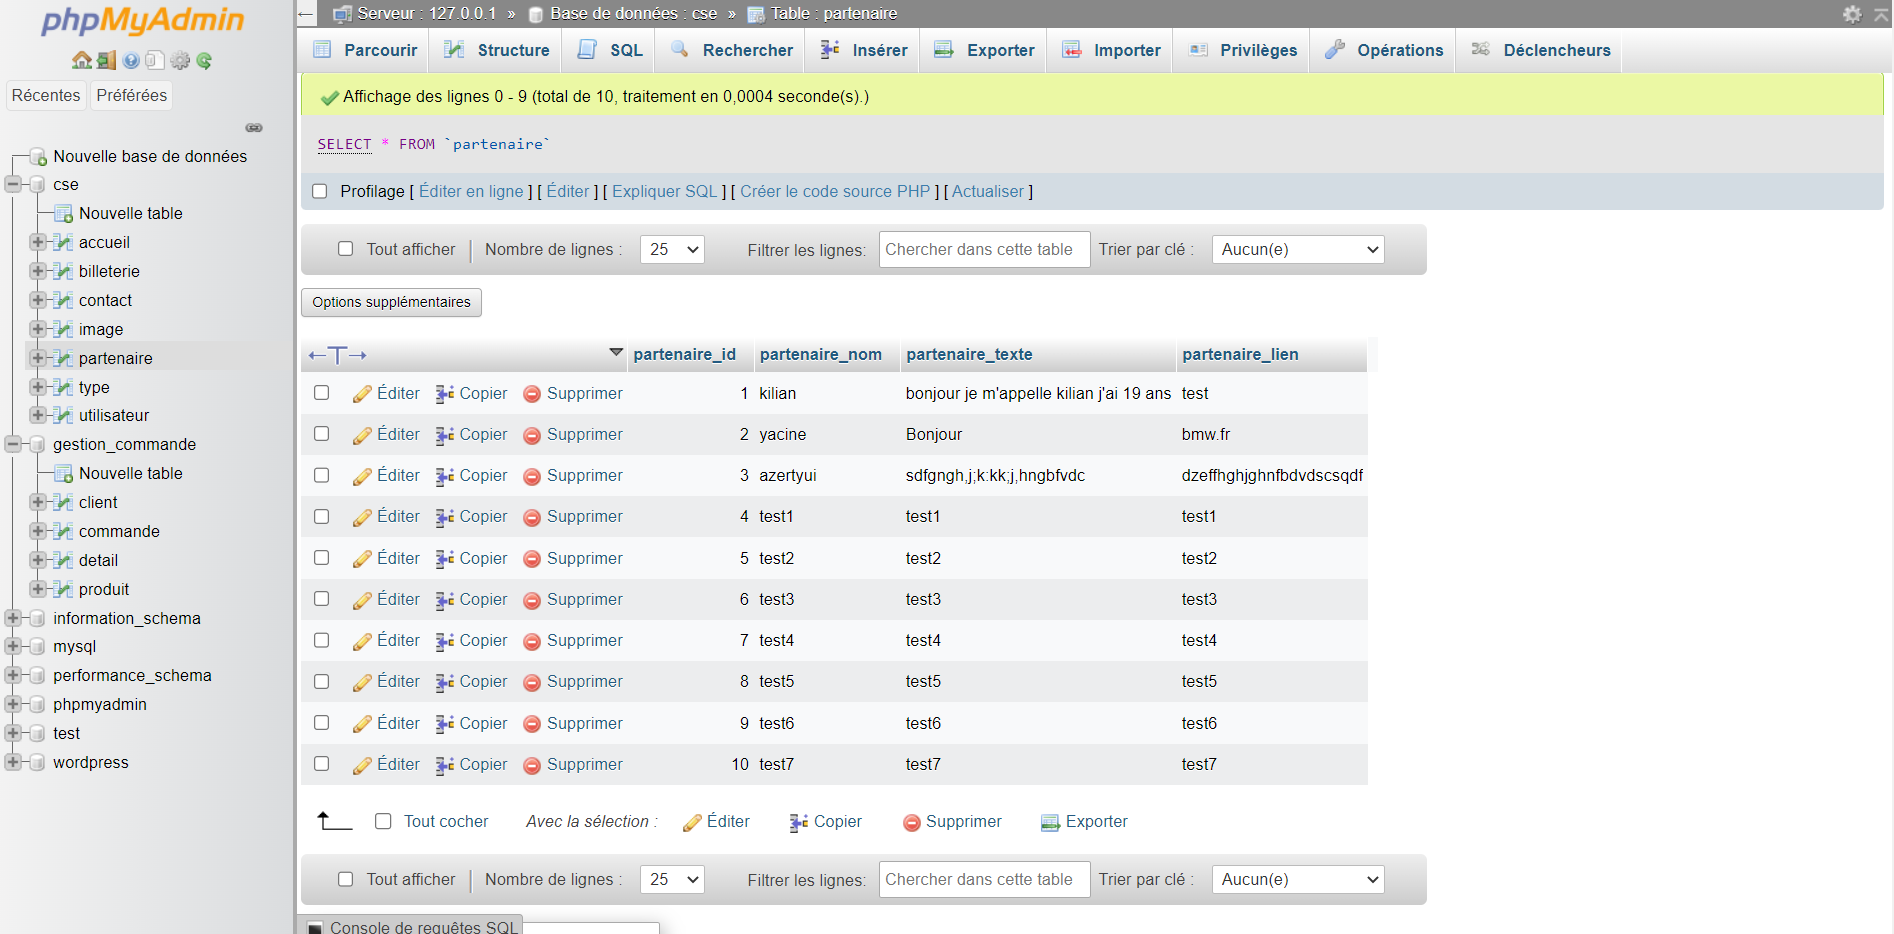 phpMyAdmin
Récentes
Préférées
Nouvelle base de données
cse
Nouvelle table
accueil
billeterie
contact
image
partenaire
type
utilisateur
gestion_commande
Nouvelle table
client
commande
detail
produit
information_schema
mysql
performance_schema
phpmyadmin
test
wordpress
Serveur : 127.0.0.1 » Base de données : cse » Table : partenaire
Parcourir Structure SQL Rechercher Insérer Exporter Importer Privilèges Opérations Déclencheurs
Affichage des lignes 0 - 9 (total de 10, traitement en 0,0004 seconde(s).)
SELECT * FROM `partenaire`
Profilage [ Éditer en ligne ] [ Éditer ] [ Expliquer SQL ] [ Créer le code source PHP ] [ Actualiser ]
Tout afficher Nombre de lignes : 25 Filtrer les lignes: Chercher dans cette table Trier par clé : Aucun(e)
Options supplémentaires
←T→ partenaire_id partenaire_nom partenaire_texte partenaire_lien
Éditer Copier Supprimer 1 kilian bonjour je m'appelle kilian j'ai 19 ans test
Éditer Copier Supprimer 2 yacine Bonjour bmw.fr
Éditer Copier Supprimer 3 azertyui sdfgngh,j;k:kk;j,hngbfvdc dzeffhghjghnfbdvdscsqdf
Éditer Copier Supprimer 4 test1 test1 test1
Éditer Copier Supprimer 5 test2 test2 test2
Éditer Copier Supprimer 6 test3 test3 test3
Éditer Copier Supprimer 7 test4 test4 test4
Éditer Copier Supprimer 8 test5 test5 test5
Éditer Copier Supprimer 9 test6 test6 test6
Éditer Copier Supprimer 10 test7 test7 test7
Tout cocher Avec la sélection : Éditer Copier Supprimer Exporter
Tout afficher Nombre de lignes : 25 Filtrer les lignes: Chercher dans cette table Trier par clé : Aucun(e)
Console de requêtes SQL